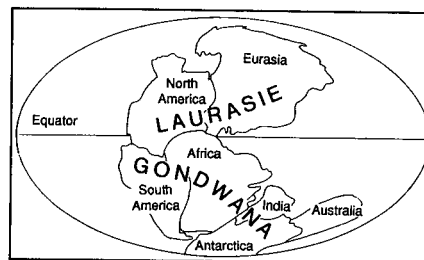 Eurasia
North
America
LAURASIE
Equator
Africa
GONDWANA
South
America
India
Australia
Antarctica